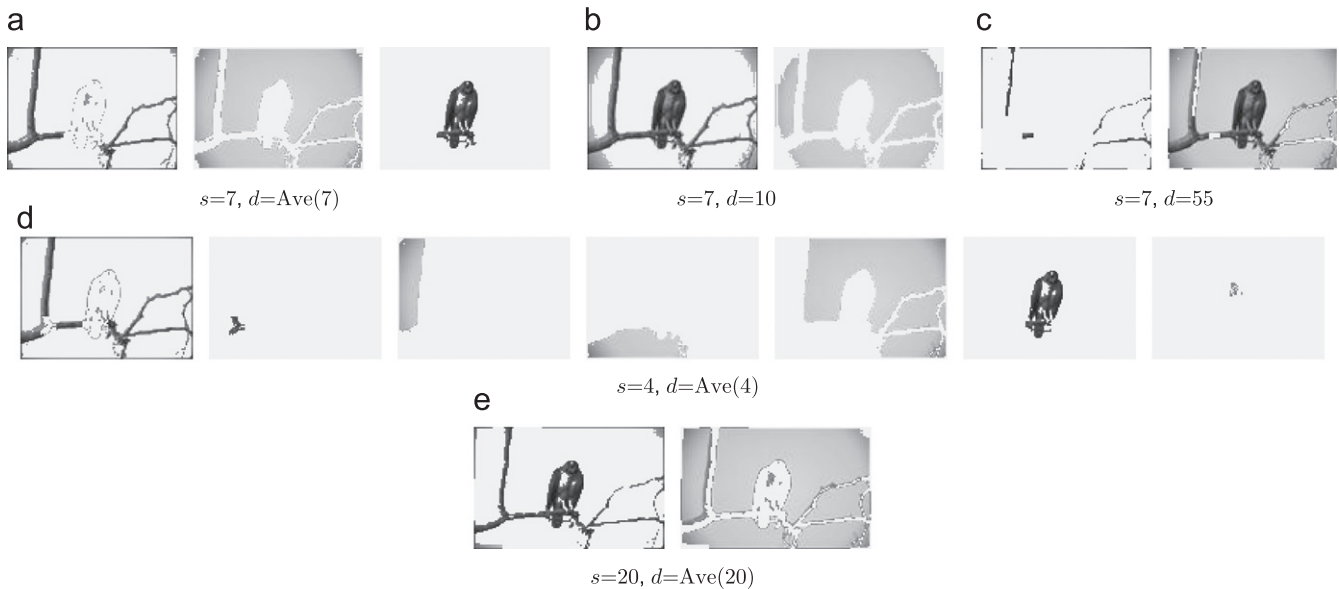 a
b
c
s=7, d=Ave(7)
s=7, d=10
s=7, d=55
d
s=4, d=Ave(4)
e
s=20, d=Ave(20)